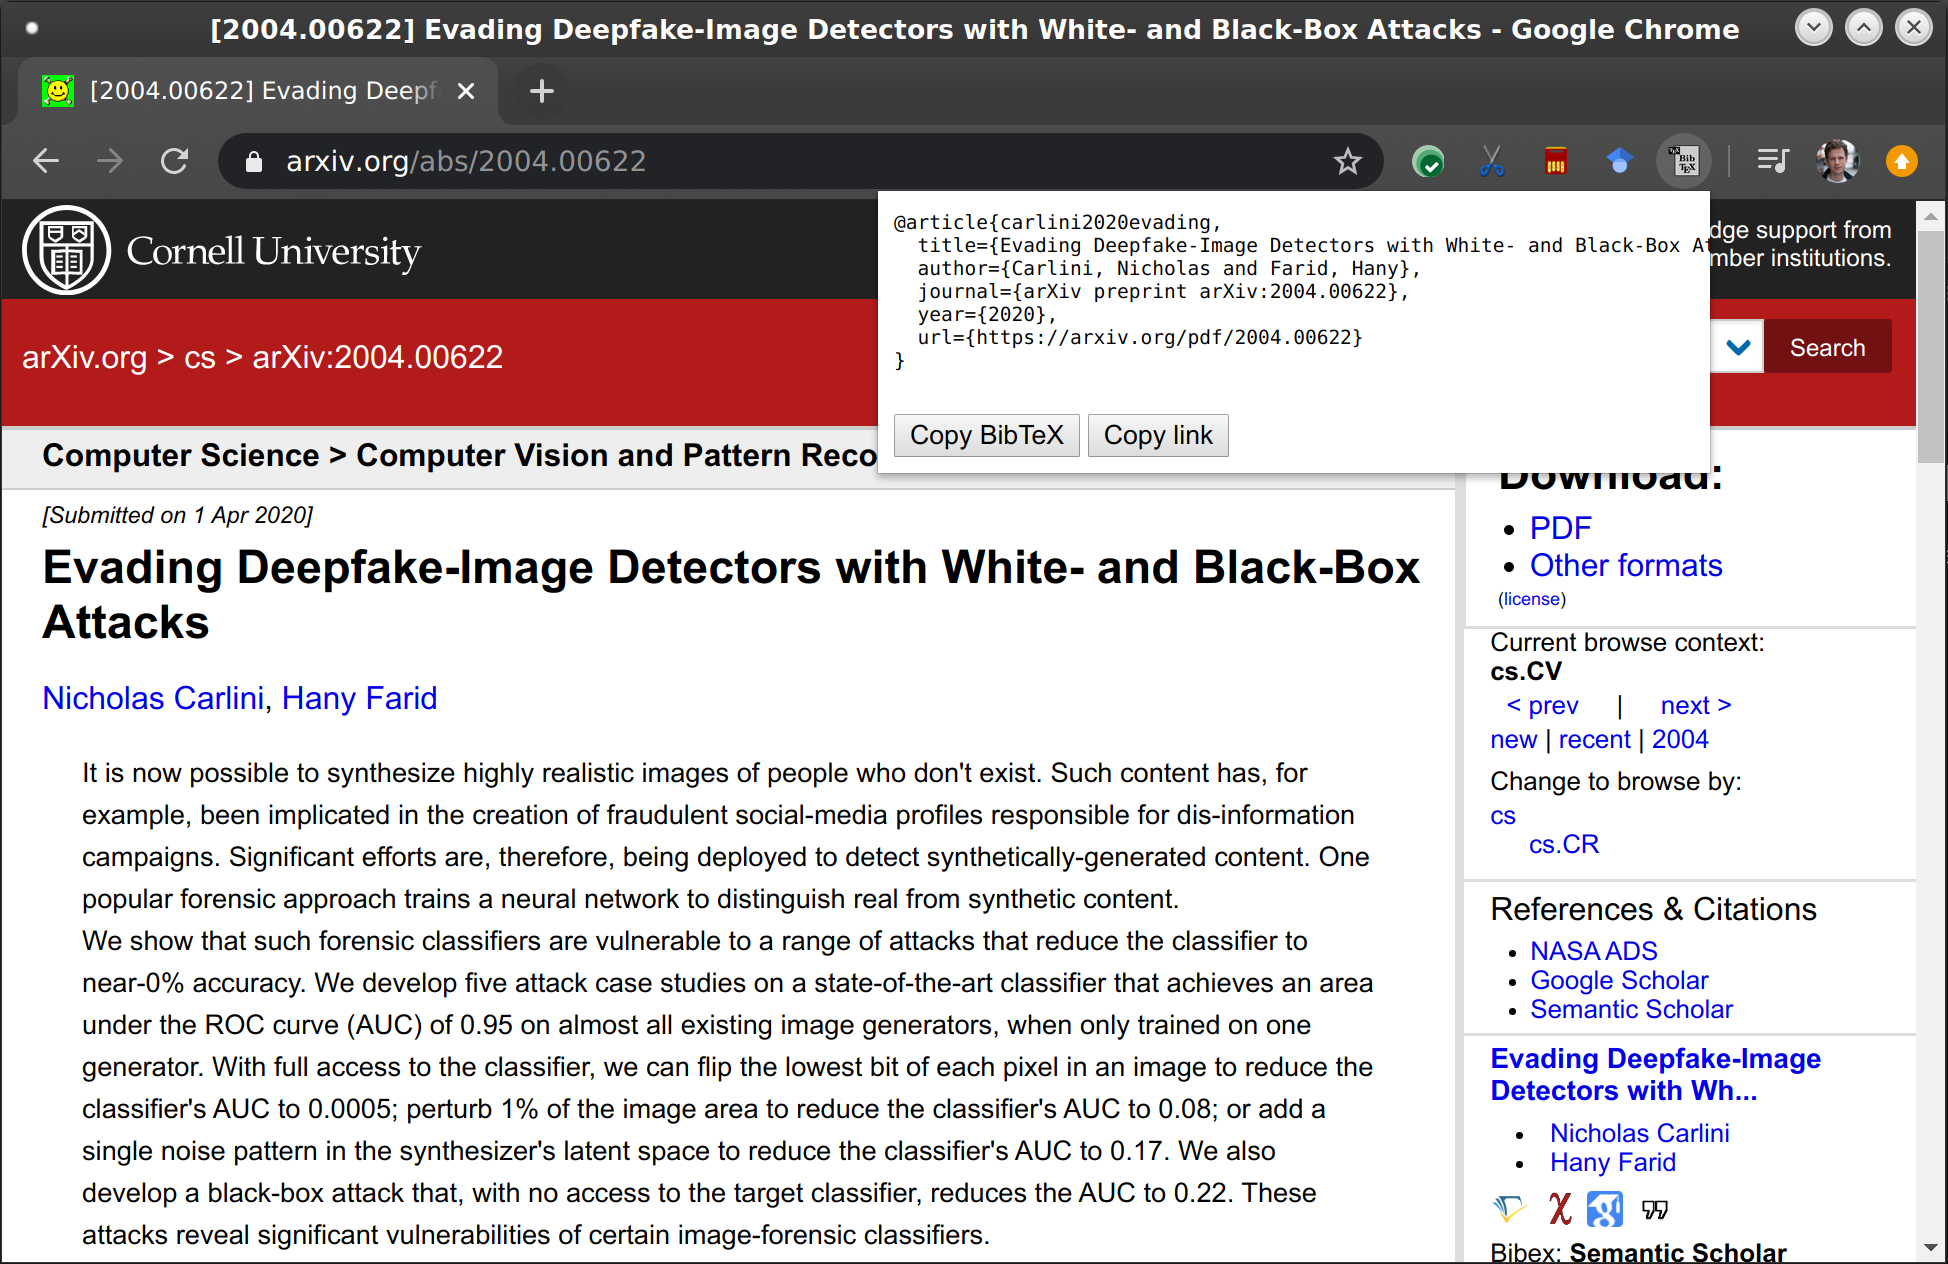 [2004.00622] Evading Deepfake-Image Detectors with White- and Black-Box Attacks - Google Chrome
[2004.00622] Evading Deepf
arxiv.org/abs/2004.00622
Bib
TEX
Cornell University
dge support from
mber institutions.
@article{carlini2020evading,
title={Evading Deepfake-Image Detectors with White- and Black-Box At
author={Carlini, Nicholas and Farid, Hany},
journal={arXiv preprint arXiv:2004.00622},
year={2020},
url={https://arxiv.org/pdf/2004.00622}
}
Copy BibTeX Copy link
arXiv.org > cs > arXiv:2004.00622
Search
Computer Science > Computer Vision and Pattern Reco
[Submitted on 1 Apr 2020]
Evading Deepfake-Image Detectors with White- and Black-Box
Attacks
Nicholas Carlini, Hany Farid
It is now possible to synthesize highly realistic images of people who don't exist. Such content has, for
example, been implicated in the creation of fraudulent social-media profiles responsible for dis-information
campaigns. Significant efforts are, therefore, being deployed to detect synthetically-generated content. One
popular forensic approach trains a neural network to distinguish real from synthetic content.
We show that such forensic classifiers are vulnerable to a range of attacks that reduce the classifier to
near-0% accuracy. We develop five attack case studies on a state-of-the-art classifier that achieves an area
under the ROC curve (AUC) of 0.95 on almost all existing image generators, when only trained on one
generator. With full access to the classifier, we can flip the lowest bit of each pixel in an image to reduce the
classifier's AUC to 0.0005; perturb 1% of the image area to reduce the classifier's AUC to 0.08; or add a
single noise pattern in the synthesizer's latent space to reduce the classifier's AUC to 0.17. We also
develop a black-box attack that, with no access to the target classifier, reduces the AUC to 0.22. These
attacks reveal significant vulnerabilities of certain image-forensic classifiers.
Download:
• PDF
• Other formats
(license)
Current browse context:
cs.CV
< prev | next >
new | recent | 2004
Change to browse by:
cs
cs.CR
References & Citations
• NASA ADS
• Google Scholar
• Semantic Scholar
Evading Deepfake-Image
Detectors with Wh...
• Nicholas Carlini
• Hany Farid
Bibex: Semantic Scholar